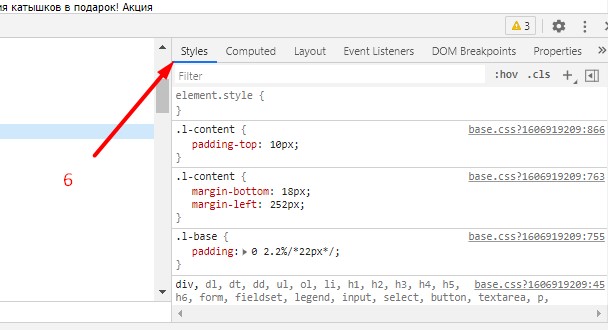 ия катышков в подарок! Акция
3
Styles Computed Layout Event Listeners DOM Breakpoints Properties »
Filter :hov .cls +
element.style {
}
.l-content { base.css?1606919209:866
padding-top: 10px;
}
.l-content { base.css?1606919209:763
margin-bottom: 18px;
margin-left: 252px;
}
.l-base { base.css?1606919209:755
padding: 0 2.2%/*22px*/;
}
div, dl, dt, dd, ul, ol, li, h1, h2, h3, h4, h5, base.css?1606919209:45
h6, form, fieldset, legend, input, select, button, textarea, p,
6